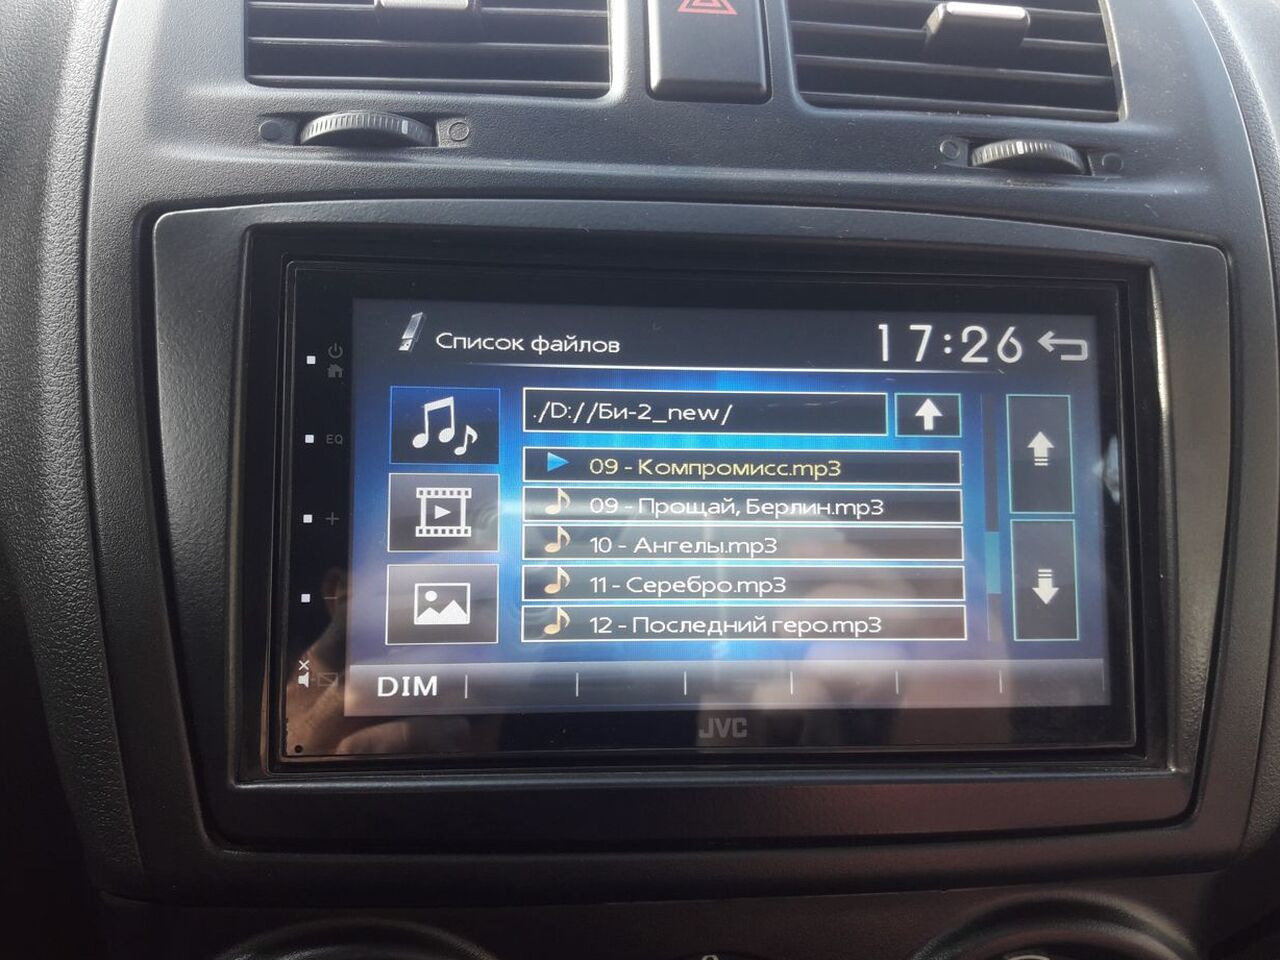 Список файлов
17:26
./D://Би-2_new/
EQ
09 - Компромисс.mp3
09 - Прощай, Берлин.mp3
10 - Ангелы.mp3
11 - Серебро.mp3
12 - Последний геро.mp3
DIM
JVC